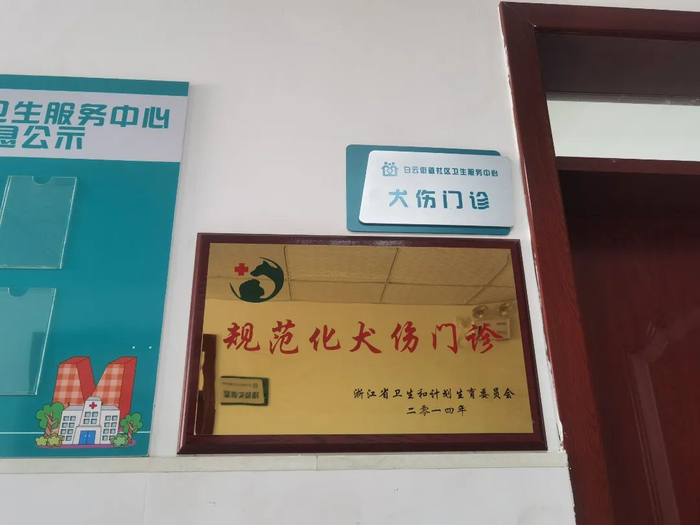 卫生服务中心
息公示
白云街道社区卫生服务中心
犬伤门诊
规范化犬伤门诊
浙江省卫生和计划生育委员会
二零一四年